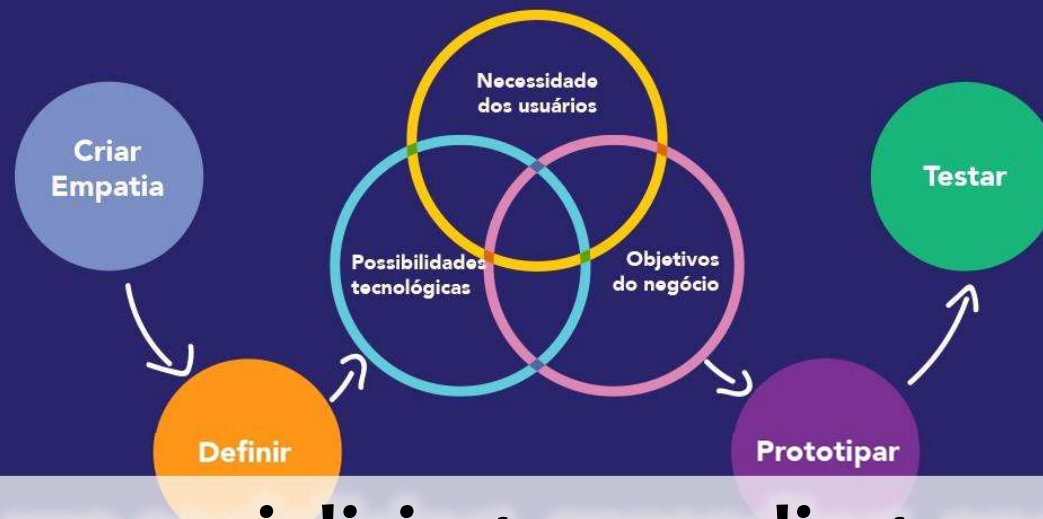 Criar
Empatia
Definir
Necessidade
dos usuários
Possibilidades
tecnológicas
Objetivos
do negócio
Prototipar
Testar